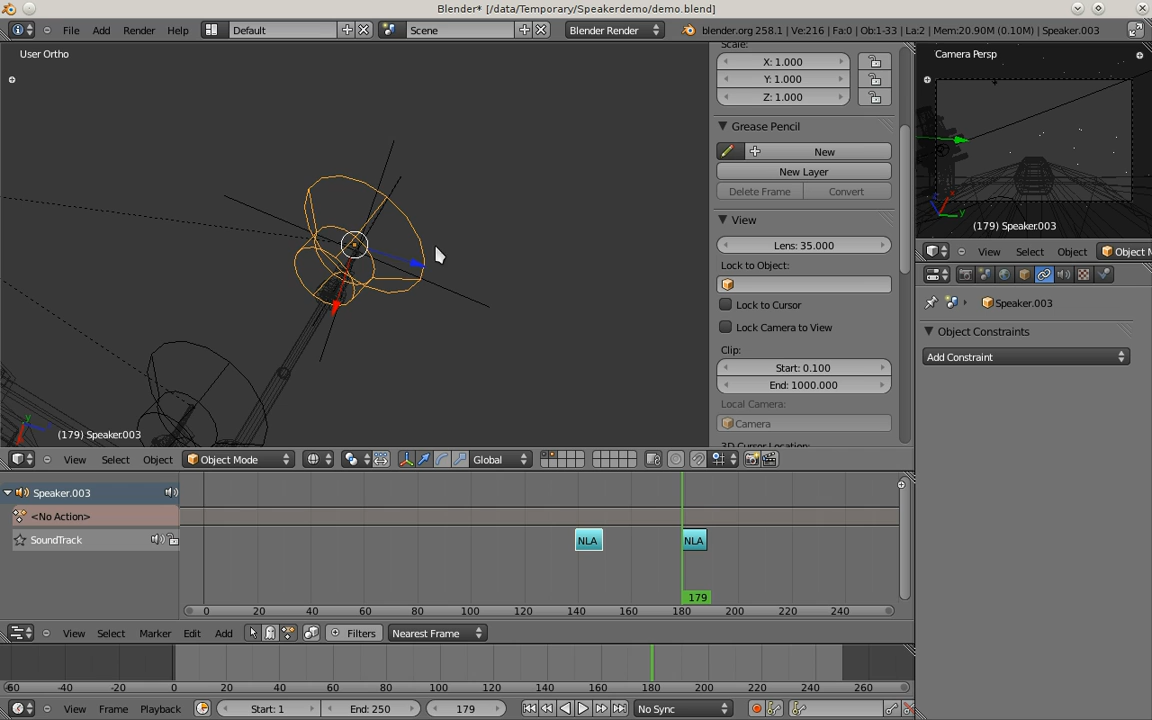 Blender* [/data/Temporary/Speakerdemo/demo.blend]
File Add Render Help Default Scene Blender Render blender.org 258.1 | Ve:216 | Fa:0 | Ob:1-33 | La:2 | Mem:20.90M (0.10M) | Speaker.003
User Ortho
(179) Speaker.003
Scale:
X: 1.000
Y: 1.000
Z: 1.000
Grease Pencil
New
New Layer
Delete Frame Convert
View
Lens: 35.000
Lock to Object:
Lock to Cursor
Lock Camera to View
Clip:
Start: 0.100
End: 1000.000
Local Camera:
Camera
Camera Persp
(179) Speaker.003
View Select Object
Speaker.003
Object Constraints
Add Constraint
View Select Object Object Mode Global
Speaker.003
<No Action>
SoundTrack
NLA NLA
179
0 20 40 60 80 100 120 140 160 180 200 220 240
View Select Marker Edit Add Filters Nearest Frame
-60 -40 -20 0 20 40 60 80 100 120 140 160 180 200 220 240 260
View Frame Playback Start: 1 End: 250 179 No Sync